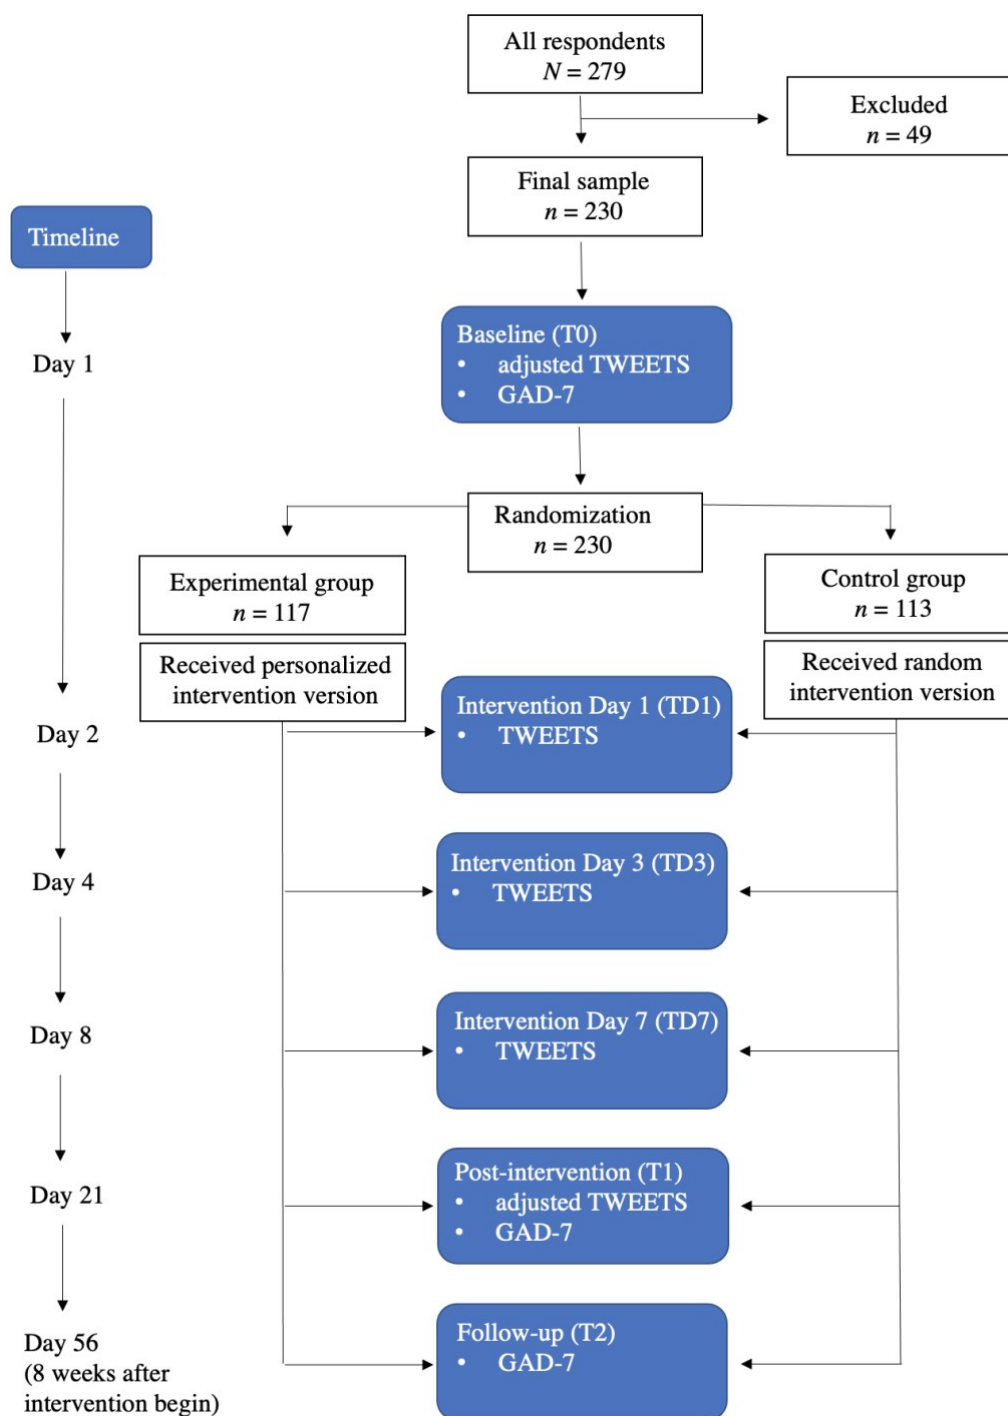 All respondents
N = 279
Excluded
n = 49
Final sample
n = 230
Timeline
Baseline (T0)
• adjusted TWEETS
• GAD-7
Day 1
Randomization
n = 230
Experimental group
n = 117
Control group
n = 113
Received personalized
intervention version
Received random
intervention version
Day 2
Intervention Day 1 (TD1)
• TWEETS
Day 4
Intervention Day 3 (TD3)
• TWEETS
Day 8
Intervention Day 7 (TD7)
• TWEETS
Day 21
Post-intervention (T1)
• adjusted TWEETS
• GAD-7
Day 56
(8 weeks after
intervention begin)
Follow-up (T2)
• GAD-7